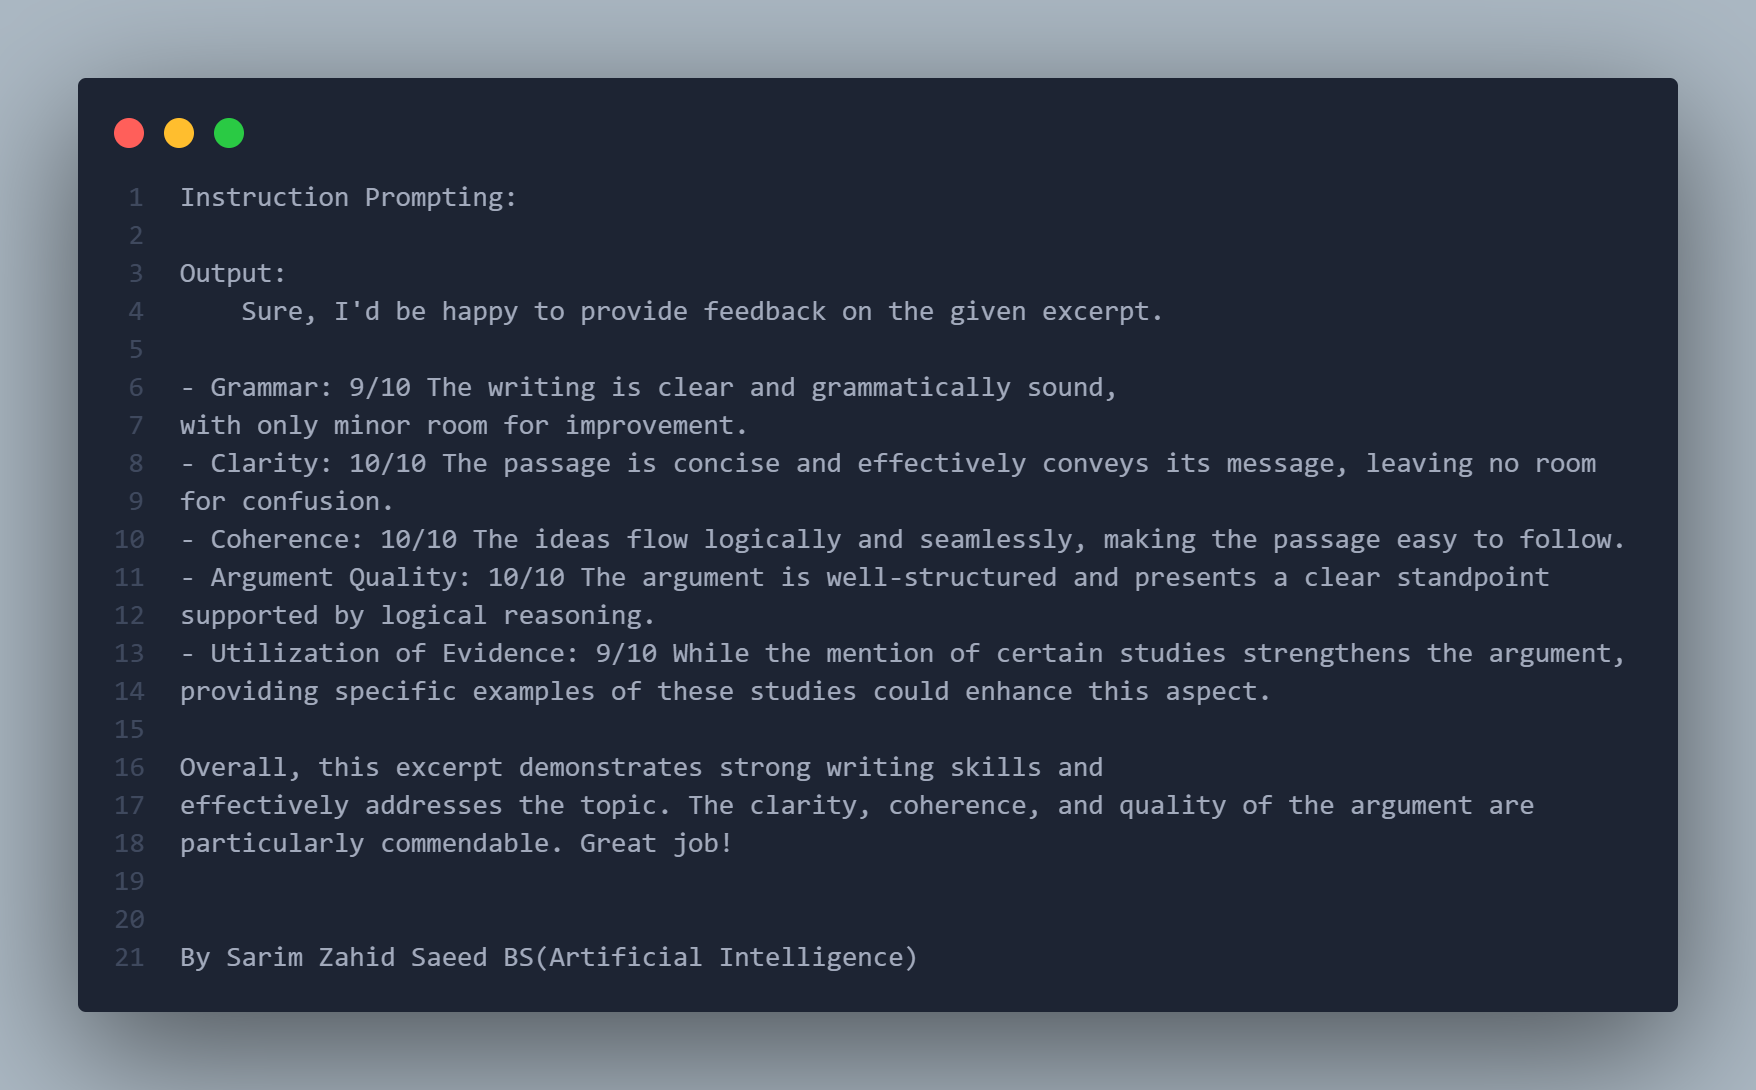 1 Instruction Prompting:
2
3 Output:
4     Sure, I'd be happy to provide feedback on the given excerpt.
5
6 - Grammar: 9/10 The writing is clear and grammatically sound,
7 with only minor room for improvement.
8 - Clarity: 10/10 The passage is concise and effectively conveys its message, leaving no room
9 for confusion.
10 - Coherence: 10/10 The ideas flow logically and seamlessly, making the passage easy to follow.
11 - Argument Quality: 10/10 The argument is well-structured and presents a clear standpoint
12 supported by logical reasoning.
13 - Utilization of Evidence: 9/10 While the mention of certain studies strengthens the argument,
14 providing specific examples of these studies could enhance this aspect.
15
16 Overall, this excerpt demonstrates strong writing skills and
17 effectively addresses the topic. The clarity, coherence, and quality of the argument are
18 particularly commendable. Great job!
19
20
21 By Sarim Zahid Saeed BS(Artificial Intelligence)